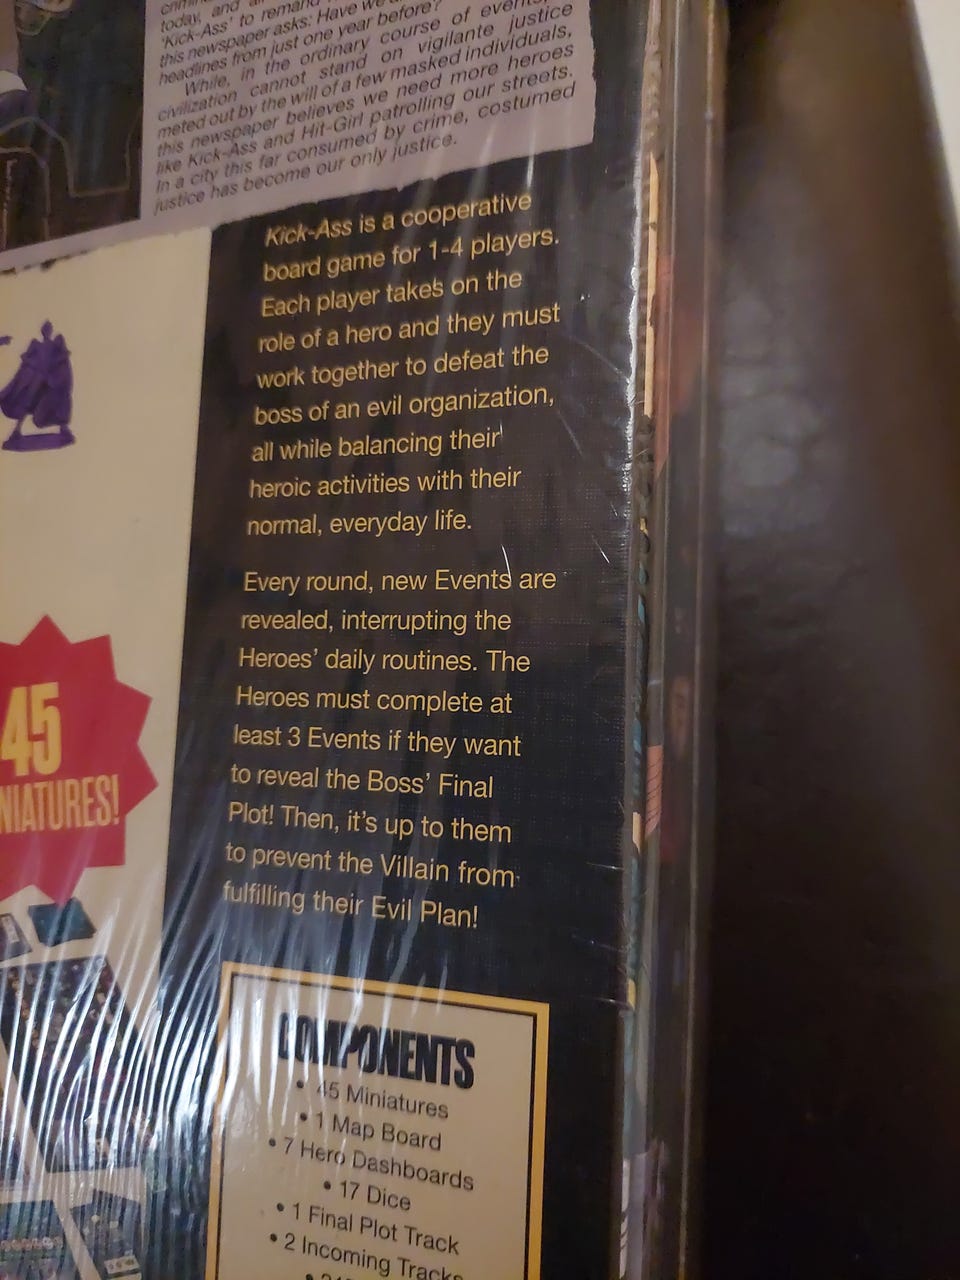 today, and
'Kick-Ass' to remand
this newspaper asks: Have we
headlines from just one year before?
While, in the ordinary course of events,
civilization cannot stand on vigilante justice
meted out by the will of a few masked individuals,
this newspaper believes we need more heroes
like Kick-Ass and Hit-Girl patrolling our streets.
In a city this far consumed by crime, costumed
justice has become our only justice.
Kick-Ass is a cooperative
board game for 1-4 players.
Each player takes on the
role of a hero and they must
work together to defeat the
boss of an evil organization,
all while balancing their
heroic activities with their
normal, everyday life.
Every round, new Events are
revealed, interrupting the
Heroes' daily routines. The
Heroes must complete at
least 3 Events if they want
to reveal the Boss' Final
Plot! Then, it's up to them
to prevent the Villain from
fulfilling their Evil Plan!
45
NIATURES!
COMPONENTS
• 45 Miniatures
• 1 Map Board
• 7 Hero Dashboards
• 17 Dice
• 1 Final Plot Track
• 2 Incoming Tracks